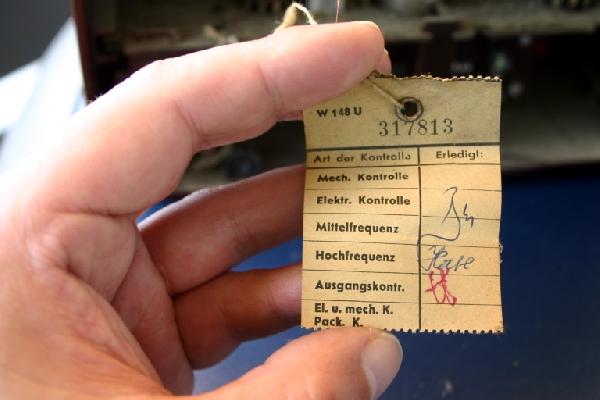 W 148 U
317813
Art der Kontrolle Erledigt:
Mech. Kontrolle
Elektr. Kontrolle
Mittelfrequenz
Hochfrequenz
Ausgangskontr.
El. u. mech. K.
Pack. K.